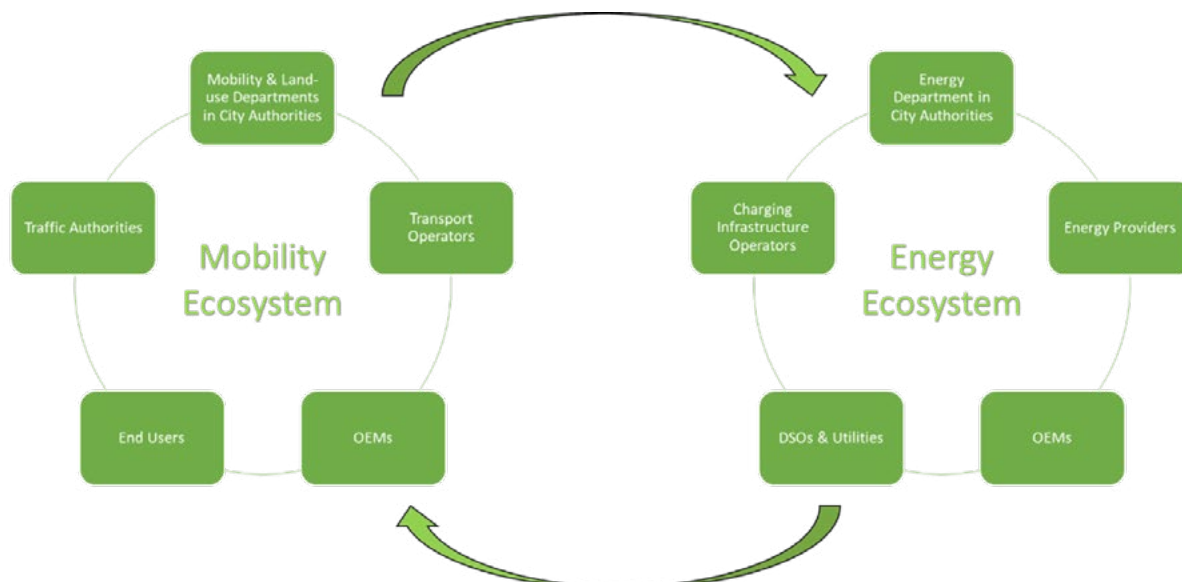 Mobility & Land-
use Departments
in City Authorities
Traffic Authorities
Transport
Operators
Mobility
Ecosystem
End Users
OEMs
Energy
Department in
City Authorities
Charging
Infrastructure
Operators
Energy Providers
Energy
Ecosystem
DSOs & Utilities
OEMs